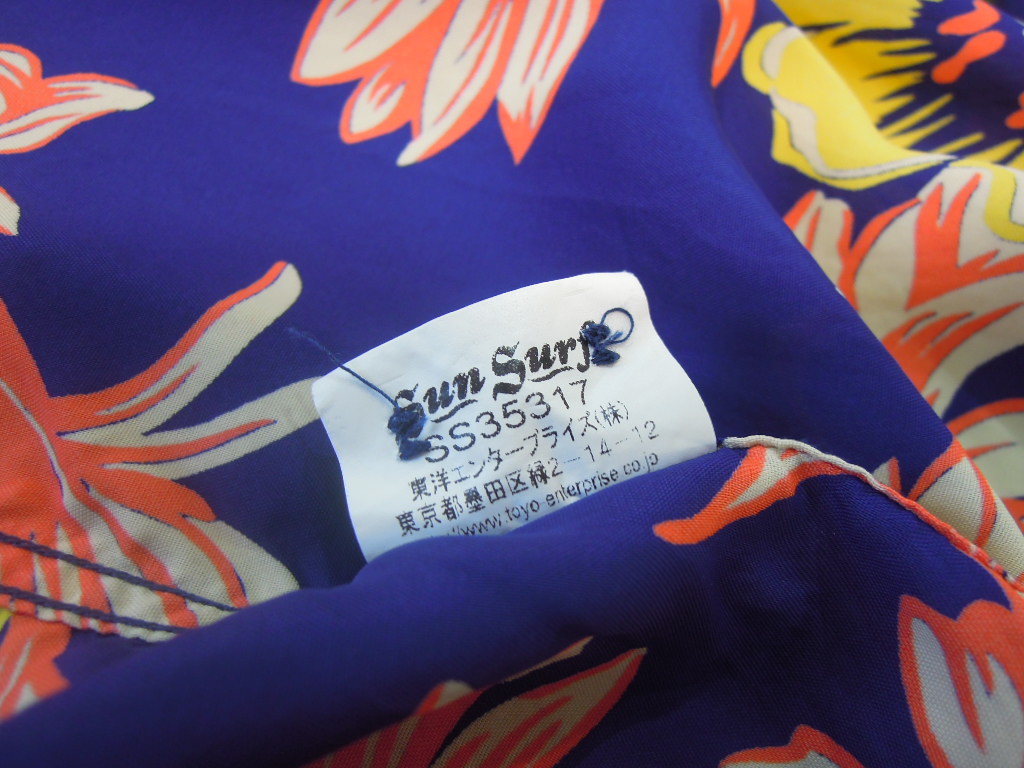 Sun Surf
SS35317
東洋エンタープライズ(株)
東京都墨田区緑2-14-12
//www.toyo-enterprise.co.jp